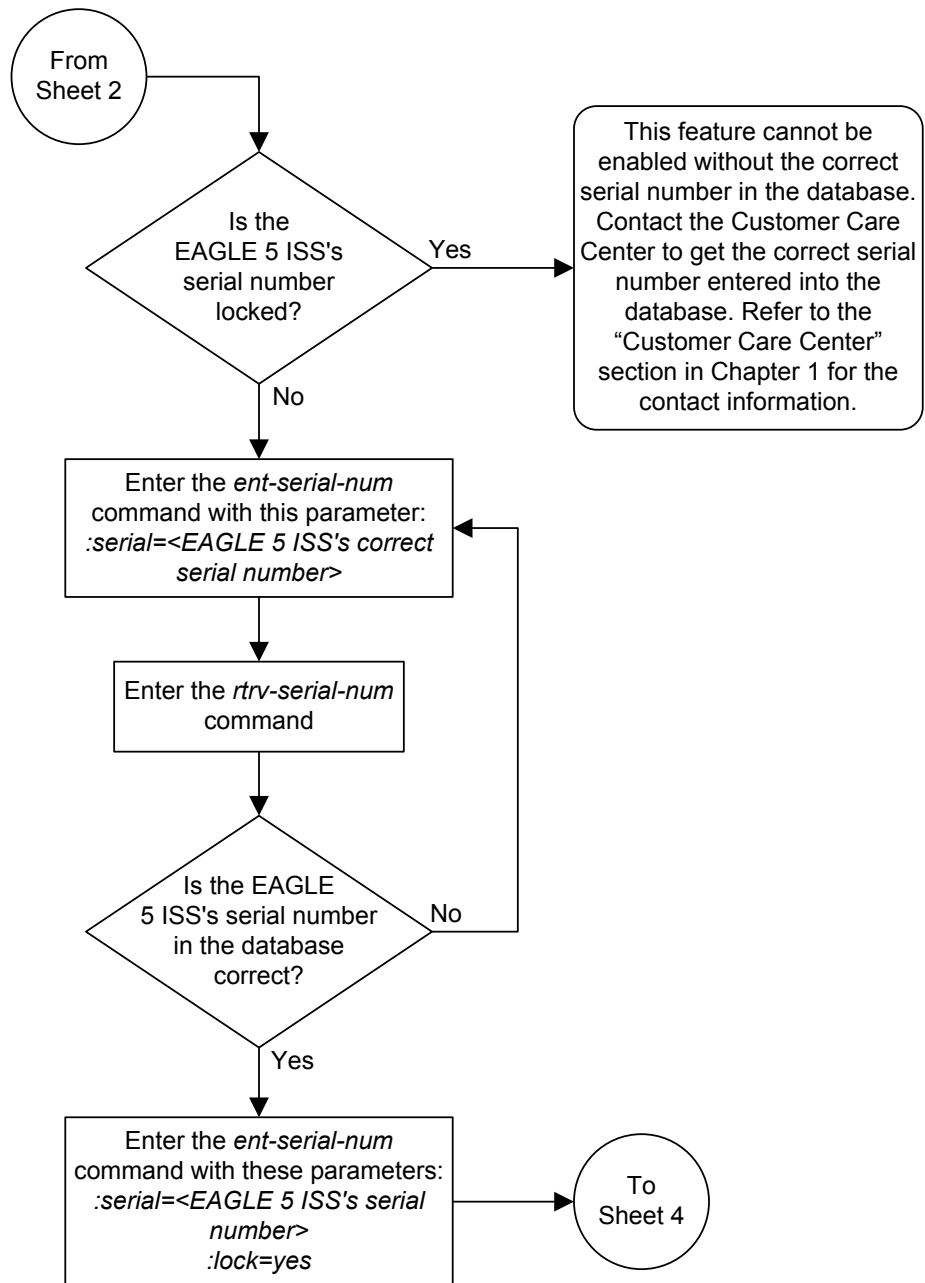 From
Sheet 2
Is the
EAGLE 5 ISS's
serial number
locked?
Yes
This feature cannot be
enabled without the correct
serial number in the database.
Contact the Customer Care
Center to get the correct serial
number entered into the
database. Refer to the
“Customer Care Center”
section in Chapter 1 for the
contact information.
No
Enter the ent-serial-num
command with this parameter:
:serial=<EAGLE 5 ISS's correct
serial number>
Enter the rtrv-serial-num
command
Is the EAGLE
5 ISS's serial number
in the database
correct?
No
Yes
Enter the ent-serial-num
command with these parameters:
:serial=<EAGLE 5 ISS's serial
number>
:lock=yes
To
Sheet 4